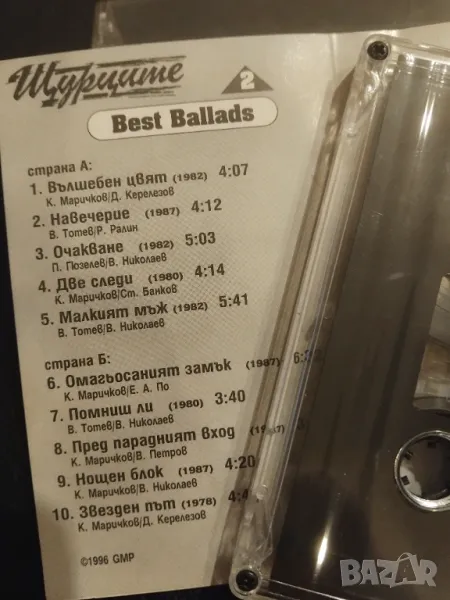 Щурците
2
Best Ballads
страна А:
1. Вълшебен цвят (1982) 4:07
К. Маричков/Д. Керелезов
2. Навечерие (1987) 4:12
В. Тотев/Р. Ралин
3. Очакване (1982) 5:03
П. Гюзелев/В. Николаев
4. Две следи (1980) 4:14
К. Маричков/Ст. Банков
5. Малкият мъж (1982) 5:41
В. Тотев/В. Николаев
страна Б:
6. Омагьосаният замък (1987)
К. Маричков/Е. А. По
7. Помниш ли (1980) 3:40
В. Тотев/В. Николаев
8. Пред парадният вход
К. Маричков/В. Петров
9. Нощен блок (1987) 4:20
К. Маричков/В. Николаев
10. Звезден път (1978)
К. Маричков/Д. Керелезов
©1996 GMP
BAZAR